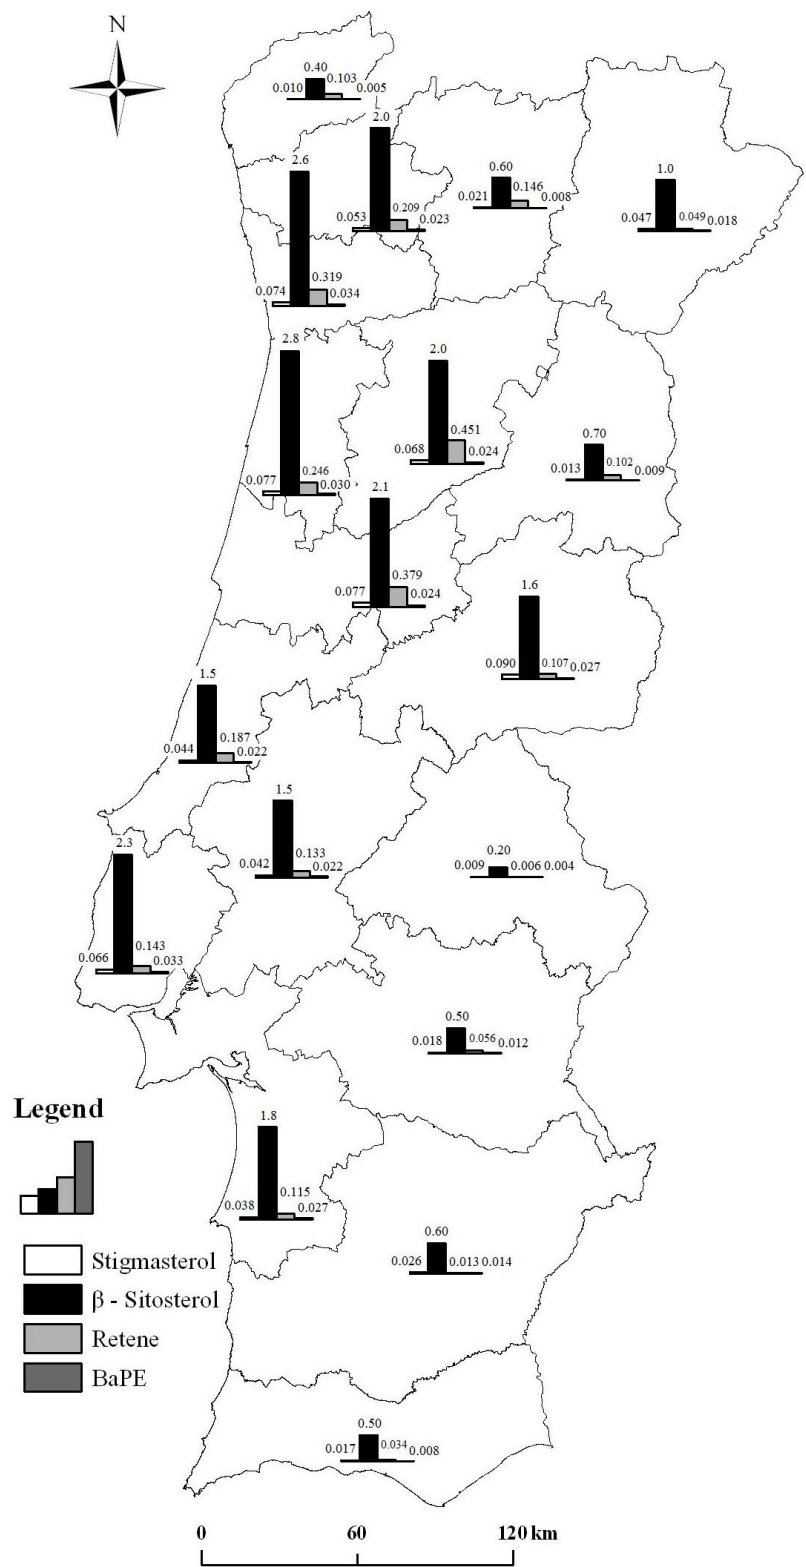 N
0.40
0.010 0.103 0.005
2.0
0.053 0.209 0.023
2.6
0.074 0.319 0.034
0.60
0.021 0.146 0.008
1.0
0.047 0.049 0.018
2.8
0.077 0.246 0.030
2.0
0.068 0.451 0.024
0.70
0.013 0.102 0.009
2.1
0.077 0.379 0.024
1.6
0.090 0.107 0.027
1.5
0.044 0.187 0.022
1.5
0.042 0.133 0.022
0.20
0.009 0.006 0.004
2.3
0.066 0.143 0.033
0.50
0.018 0.056 0.012
1.8
0.038 0.115 0.027
0.60
0.026 0.013 0.014
0.50
0.017 0.034 0.008
Legend
Stigmasterol
β - Sitosterol
Retene
BaPE
0 60 120 km